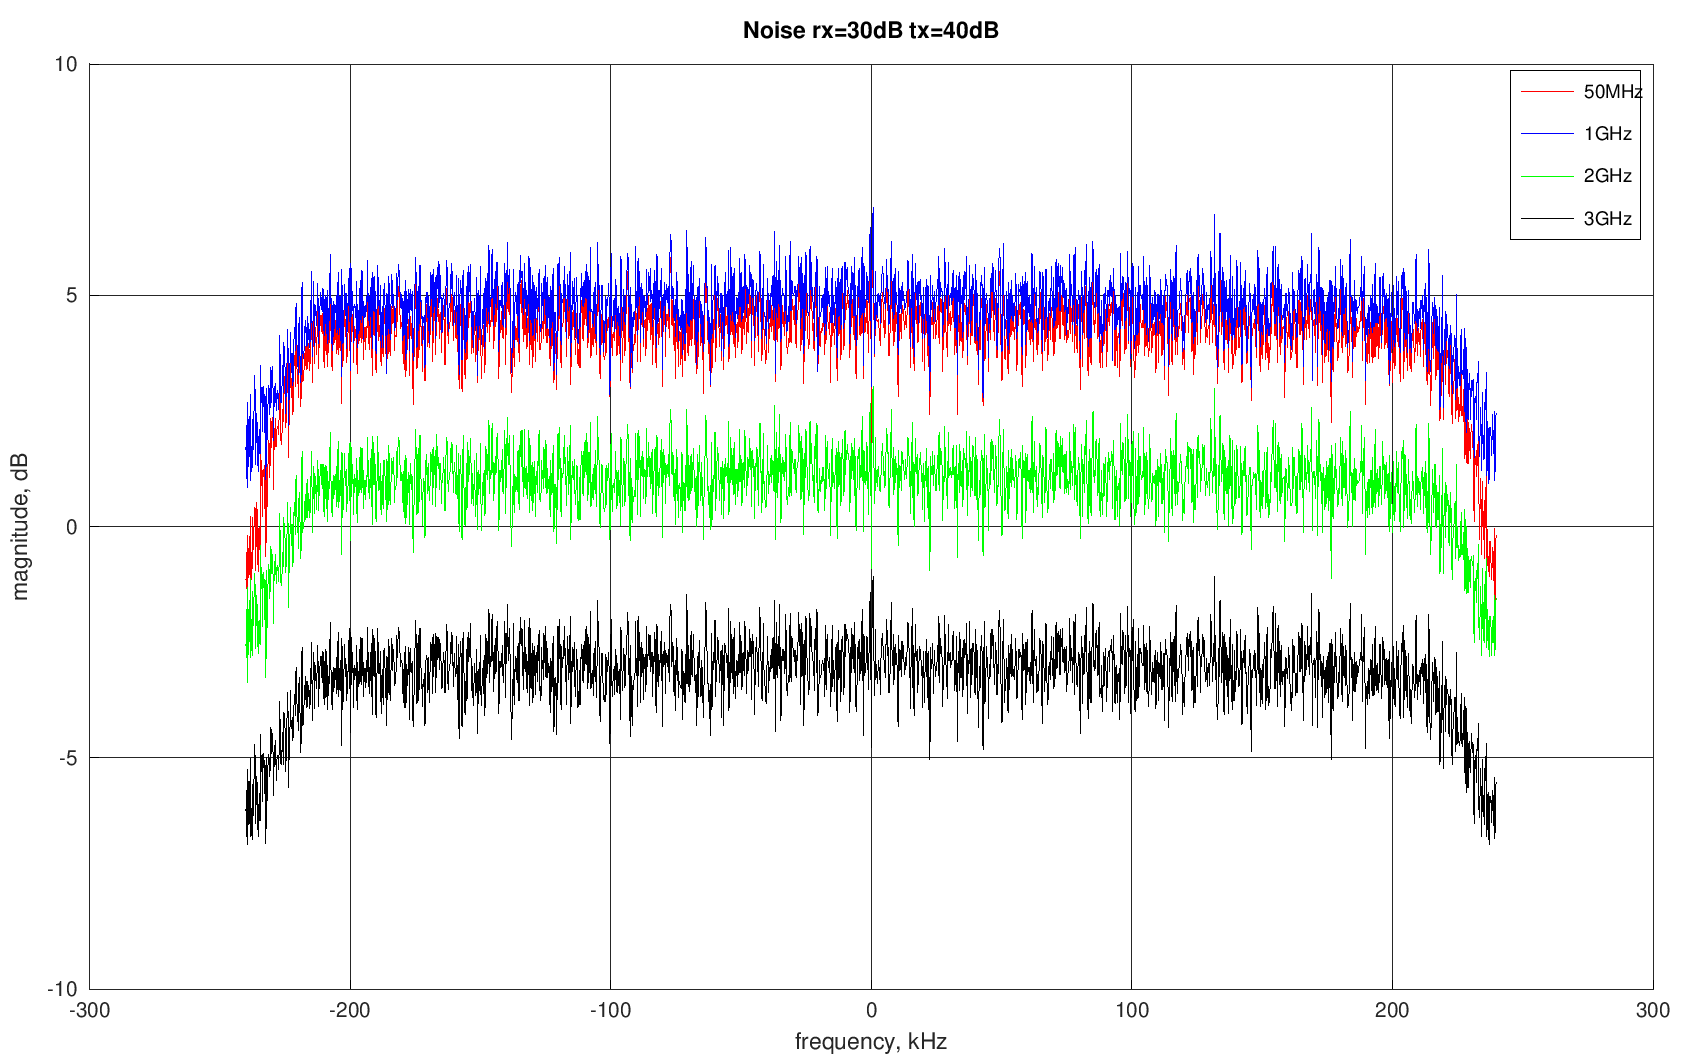 Noise rx=30dB tx=40dB
10
5
0
-5
-10
magnitude, dB
50MHz
1GHz
2GHz
3GHz
-300 -200 -100 0 100 200 300
frequency, kHz